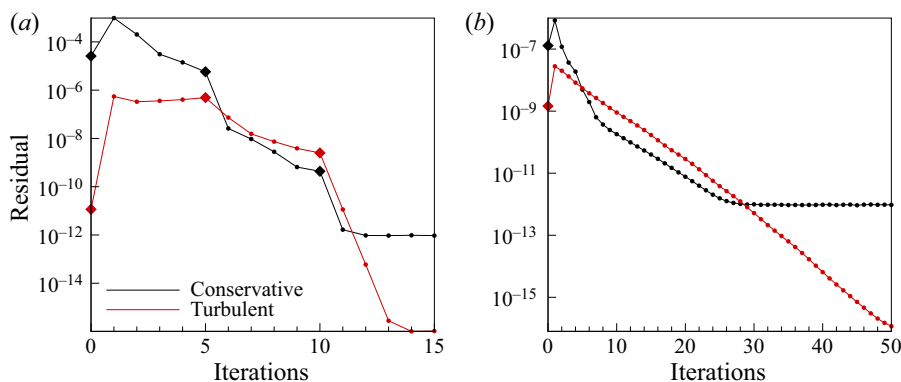 (a)
(b)
Residual
10⁻⁴
10⁻⁶
10⁻⁸
10⁻¹⁰
10⁻¹²
10⁻¹⁴
Conservative
Turbulent
0 5 10 15
Iterations
10⁻⁷
10⁻⁹
10⁻¹¹
10⁻¹³
10⁻¹⁵
0 10 20 30 40 50
Iterations